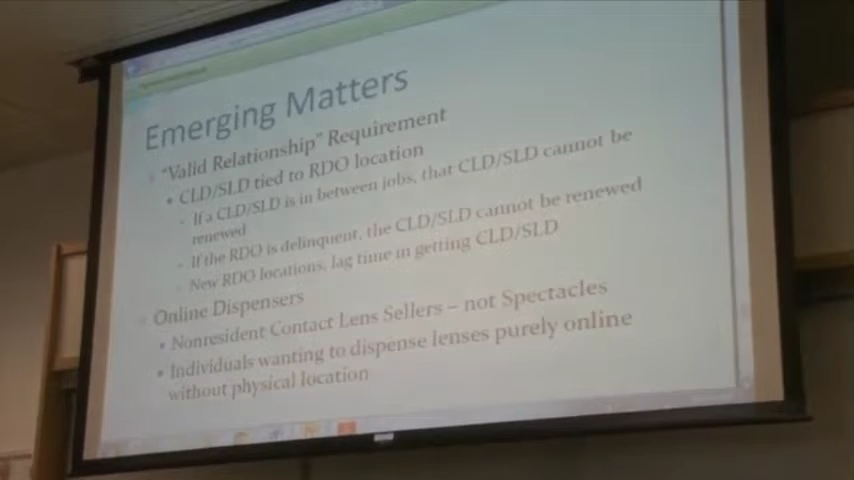 Emerging Matters
"Valid Relationship" Requirement
• CLD/SLD tied to RDO location
- If a CLD/SLD is in between jobs, that CLD/SLD cannot be
renewed
- If the RDO is delinquent, the CLD/SLD cannot be renewed
- New RDO locations, lag time in getting CLD/SLD
Online Dispensers
• Nonresident Contact Lens Sellers – not Spectacles
• Individuals wanting to dispense lenses purely online
without physical location